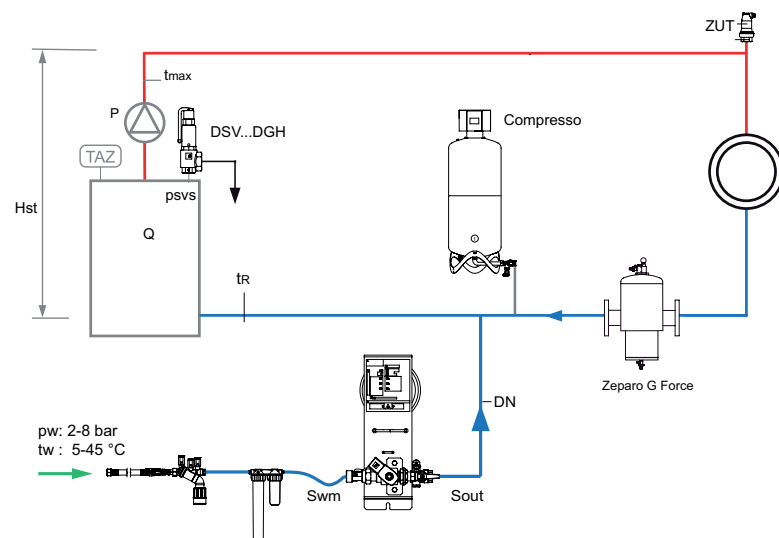 ZUT
tmax
P
DSV...DGH
Compresso
TAZ
psvs
Hst
Q
tR
Zeparo G Force
DN
pw: 2-8 bar
tw : 5-45 °C
Swm
Sout